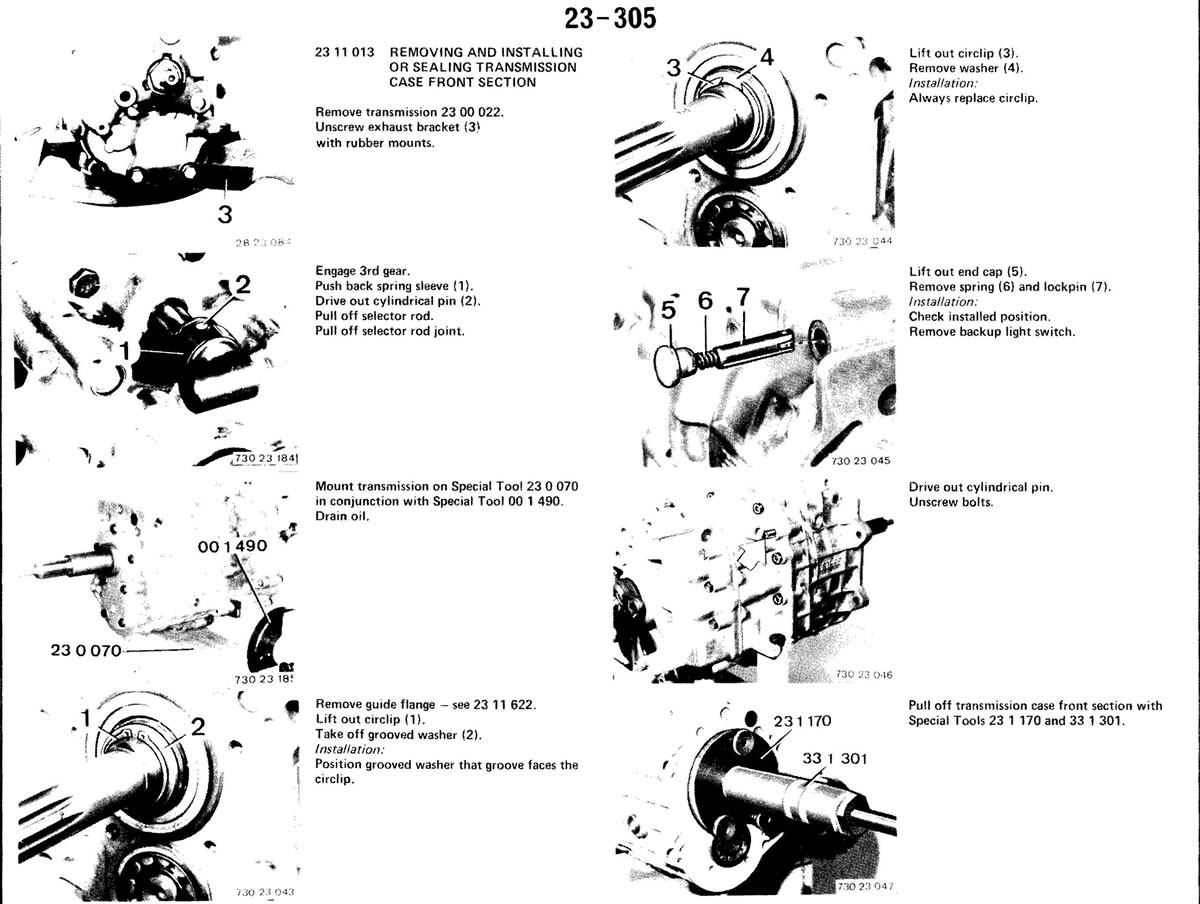 23-305
23 11 013 REMOVING AND INSTALLING
OR SEALING TRANSMISSION
CASE FRONT SECTION
Remove transmission 23 00 022.
Unscrew exhaust bracket (3)
with rubber mounts.
3
28 23 084
Engage 3rd gear.
Push back spring sleeve (1).
Drive out cylindrical pin (2).
Pull off selector rod.
Pull off selector rod joint.
2
1
730 23 184
Mount transmission on Special Tool 23 0 070
in conjunction with Special Tool 00 1 490.
Drain oil.
00 1 490
23 0 070
730 23 185
Remove guide flange – see 23 11 622.
Lift out circlip (1).
Take off grooved washer (2).
Installation:
Position grooved washer that groove faces the
circlip.
1 2
730 23 043
Lift out circlip (3).
Remove washer (4).
Installation:
Always replace circlip.
3 4
730 23 044
Lift out end cap (5).
Remove spring (6) and lockpin (7).
Installation:
Check installed position.
Remove backup light switch.
5 6 7
730 23 045
Drive out cylindrical pin.
Unscrew bolts.
730 23 046
Pull off transmission case front section with
Special Tools 23 1 170 and 33 1 301.
23 1 170
33 1 301
730 23 047